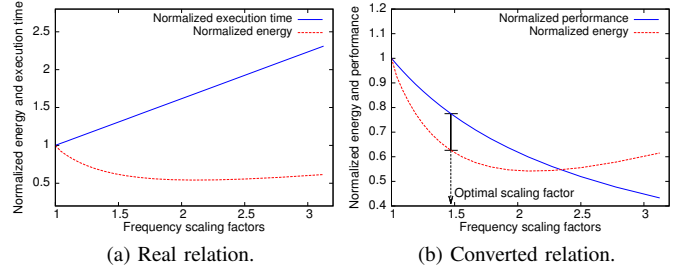 Normalized energy and execution time
2.5
2
1.5
1
0.5
Normalized execution time
Normalized energy
1
1.5
2
2.5
3
Frequency scaling factors
(a) Real relation.
Normalized energy and performance
1.2
1.1
1
0.9
0.8
0.7
0.6
0.5
0.4
Normalized performance
Normalized energy
Optimal scaling factor
1
1.5
2
2.5
3
Frequency scaling factors
(b) Converted relation.